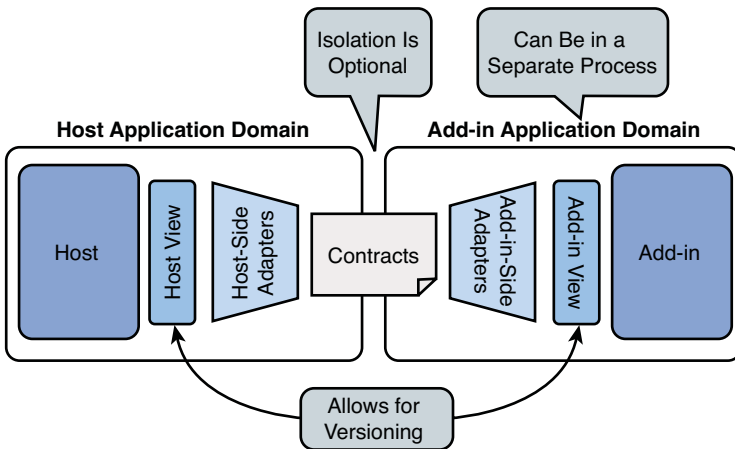 Isolation Is
Optional
Can Be in a
Separate Process
Host Application Domain
Add-in Application Domain
Host
Host View
Host-Side
Adapters
Contracts
Add-in-Side
Adapters
Add-in View
Add-in
Allows for
Versioning